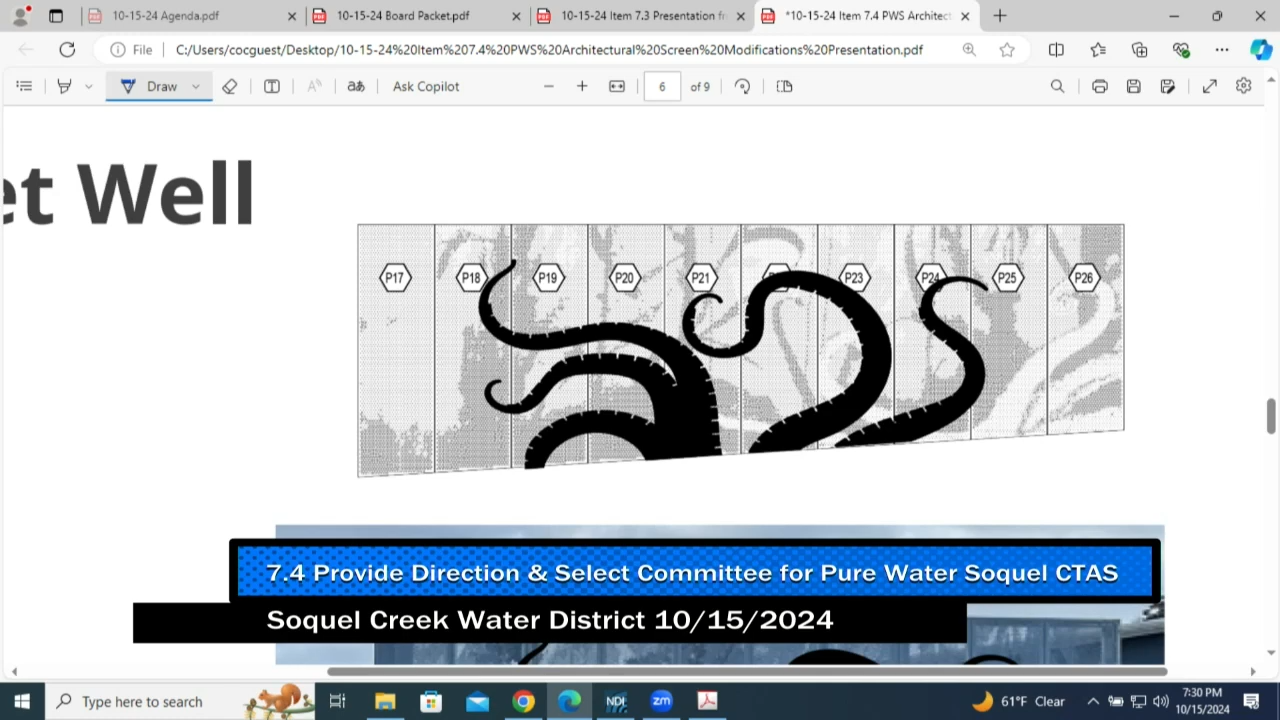 10-15-24 Agenda.pdf
10-15-24 Board Packet.pdf
10-15-24 Item 7.3 Presentation fr
*10-15-24 Item 7.4 PWS Architect
File
C:/Users/cocguest/Desktop/10-15-24%20Item%207.4%20PWS%20Architectural%20Screen%20Modifications%20Presentation.pdf
Draw
Ask Copilot
6 of 9
et Well
P17 P18 P19 P20 P21 P23 P24 P25 P26
7.4 Provide Direction & Select Committee for Pure Water Soquel CTAS
Soquel Creek Water District 10/15/2024
Type here to search
NDI
zm
61°F Clear
7:30 PM
10/15/2024